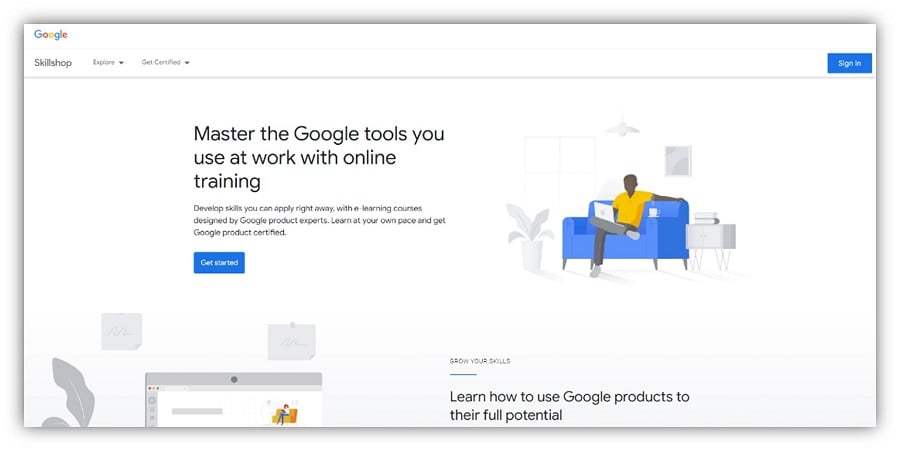 Google
Skillshop Explore Get Certified Sign In
Master the Google tools you
use at work with online
training
Develop skills you can apply right away, with e-learning courses
designed by Google product experts. Learn at your own pace and get
Google product certified.
Get started
GROW YOUR SKILLS
Learn how to use Google products to
their full potential